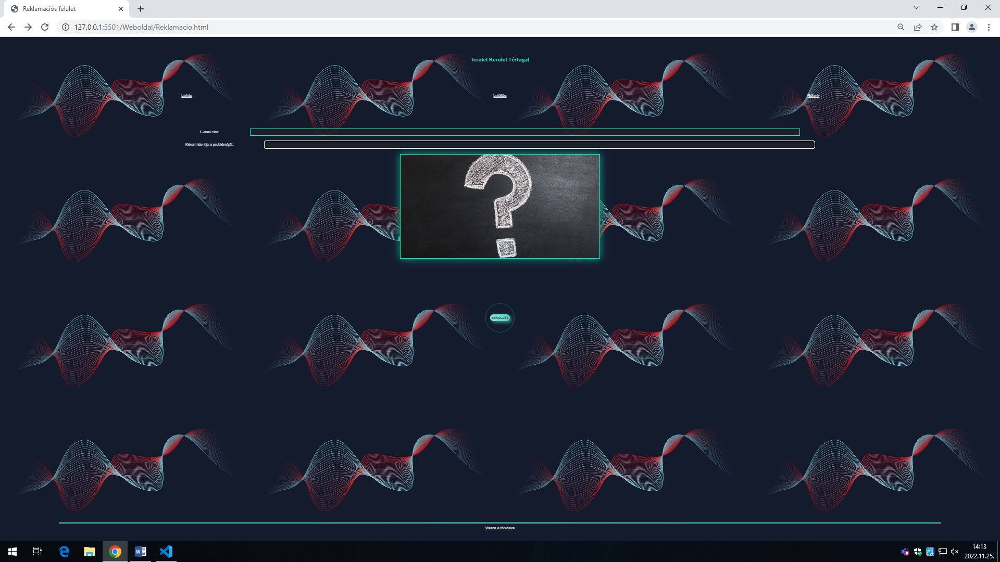 Reklamációs felület
127.0.0.1:5501/Weboldal/Reklamacio.html
Terület Kerület Térfogat
Leírás Letöltés Rólunk
E-mail cím:
Kérem ide írja a problémáját:
?
BEKÜLDÉS
Vissza a főoldalra
14:13
2022.11.25.